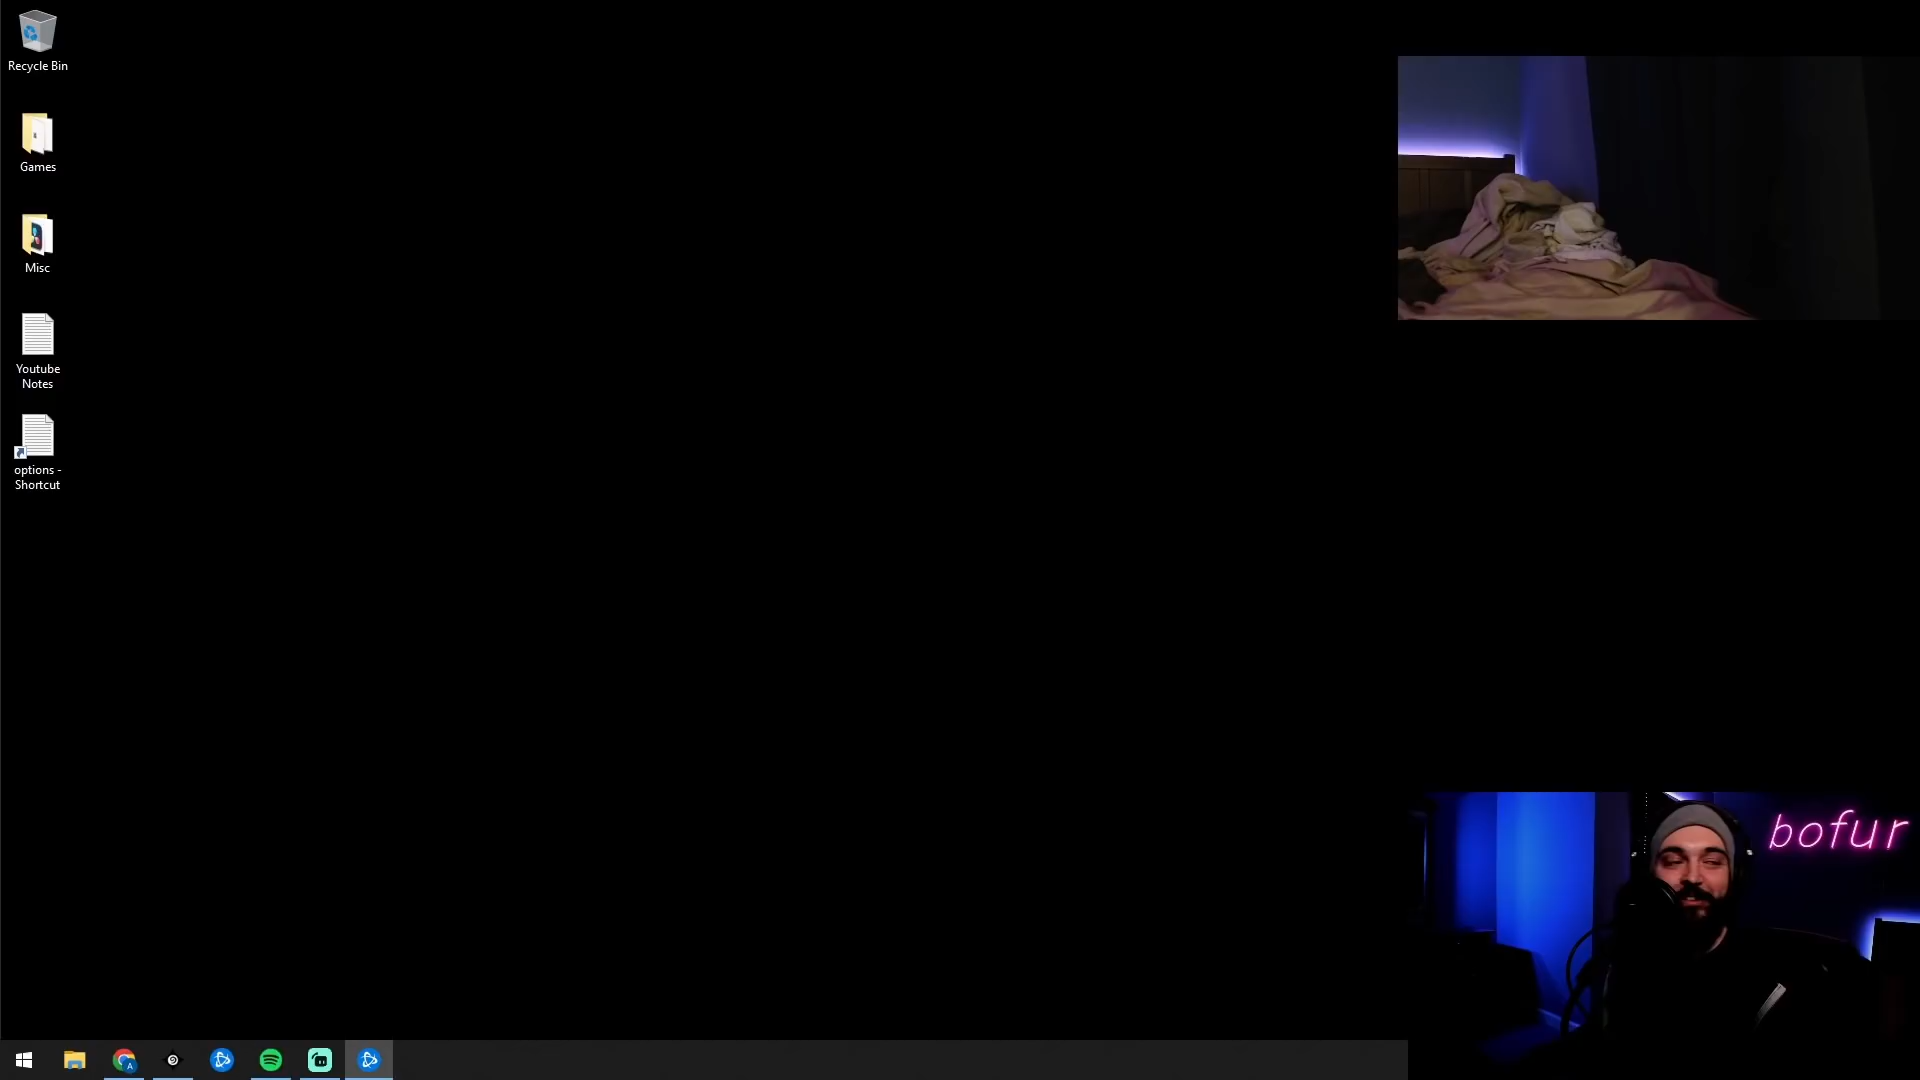 Recycle Bin
Games
Misc
Youtube
Notes
options -
Shortcut
bofur
A